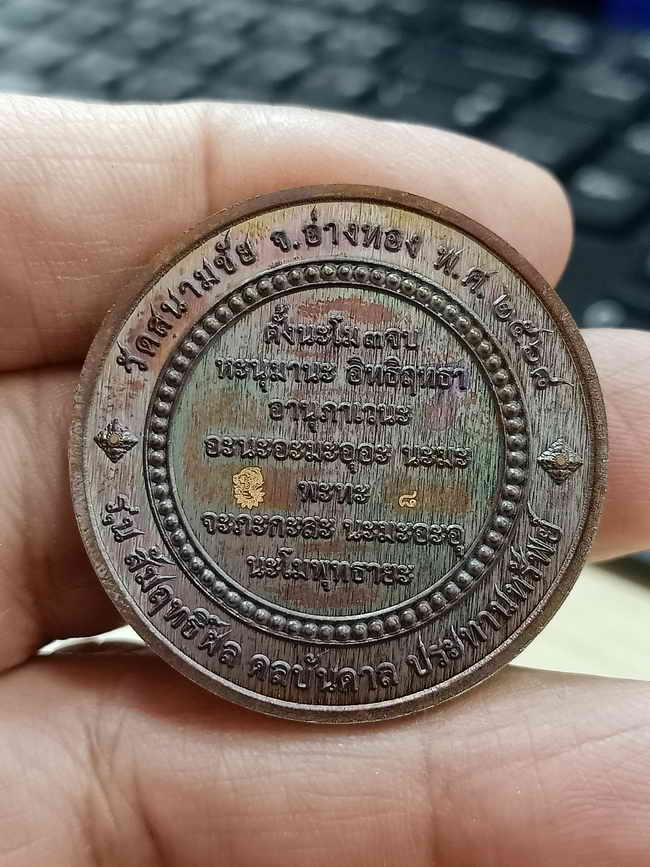 วัดสนามชัย จ.อ่างทอง พ.ศ. ๒๕๖๘
ตั้งนะโม ๓ จบ
หะนุมานะ อิทธิฤทธา
อานุภาเวนะ
อะนะอะมะอุอะ นะมะ
พะทะ
๘
จะภะกะสะ นะมะอะอุ
นะโมพุทธายะ
รุ่น สัมฤทธิ์ผล ดลบันดาล ประทานทรัพย์